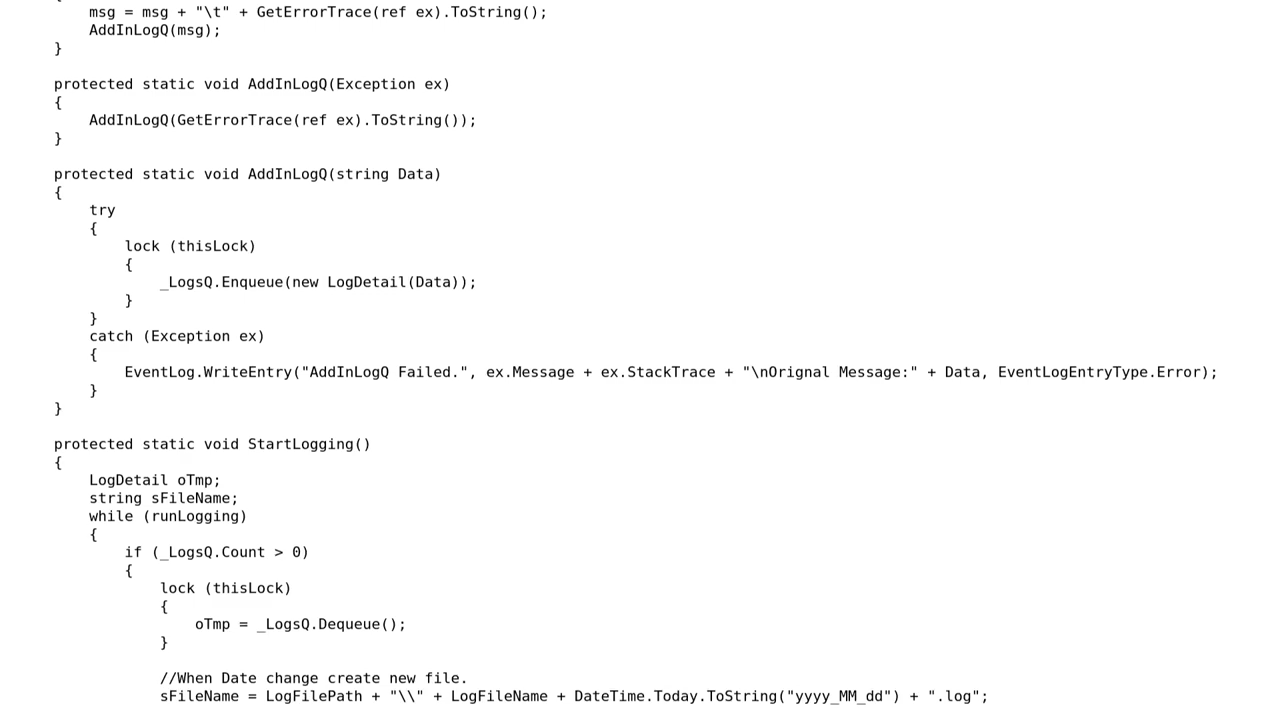 msg = msg + "\t" + GetErrorTrace(ref ex).ToString();
AddInLogQ(msg);
}
protected static void AddInLogQ(Exception ex)
{
AddInLogQ(GetErrorTrace(ref ex).ToString());
}
protected static void AddInLogQ(string Data)
{
try
{
lock (thisLock)
{
_LogsQ.Enqueue(new LogDetail(Data));
}
}
catch (Exception ex)
{
EventLog.WriteEntry("AddInLogQ Failed.", ex.Message + ex.StackTrace + "\nOrignal Message:" + Data, EventLogEntryType.Error);
}
}
protected static void StartLogging()
{
LogDetail oTmp;
string sFileName;
while (runLogging)
{
if (_LogsQ.Count > 0)
{
lock (thisLock)
{
oTmp = _LogsQ.Dequeue();
}
//When Date change create new file.
sFileName = LogFilePath + "\\" + LogFileName + DateTime.Today.ToString("yyyy_MM_dd") + ".log";